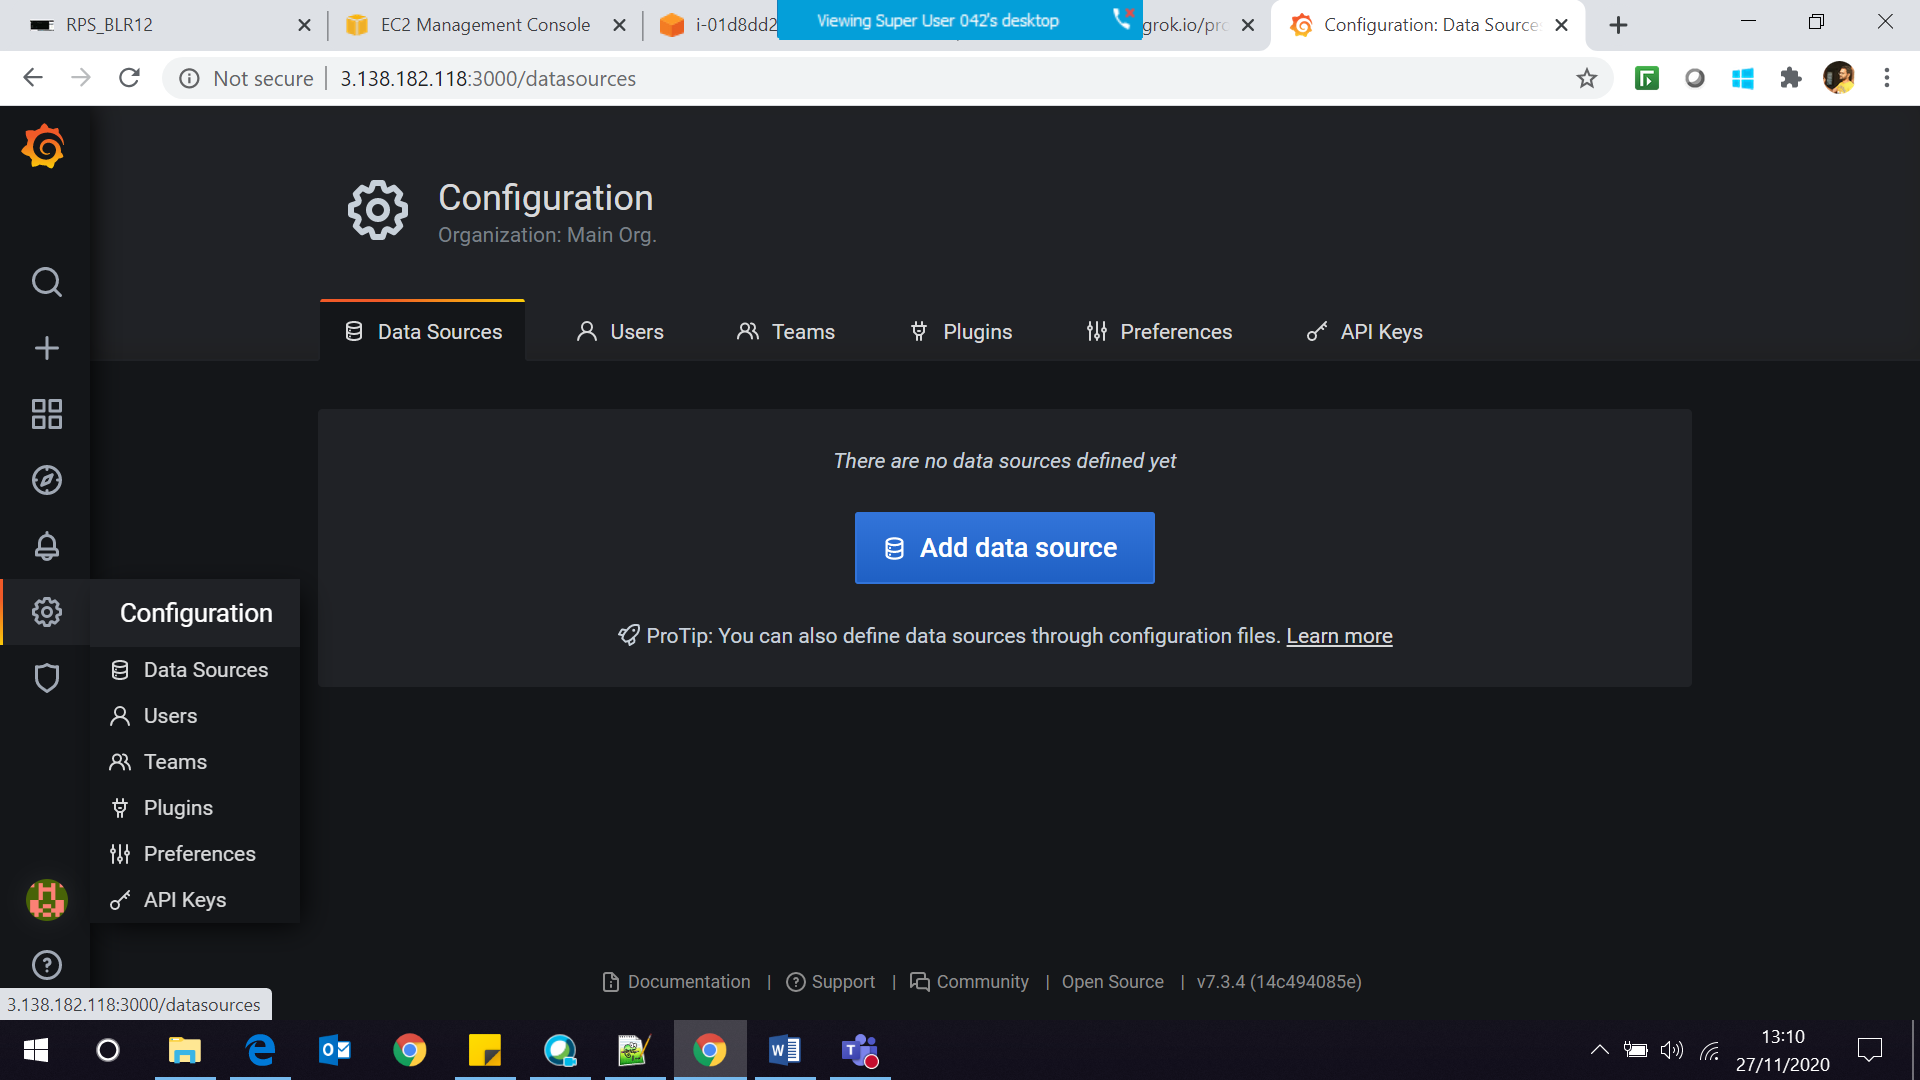 RPS_BLR12
EC2 Management Console
i-01d8dd2
Viewing Super User 042's desktop
grok.io/pro
Configuration: Data Source
Not secure
3.138.182.118:3000/datasources
Configuration
Organization: Main Org.
Data Sources
Users
Teams
Plugins
Preferences
API Keys
There are no data sources defined yet
Add data source
ProTip: You can also define data sources through configuration files. Learn more
Configuration
Data Sources
Users
Teams
Plugins
Preferences
API Keys
Documentation | Support | Community | Open Source | v7.3.4 (14c494085e)
3.138.182.118:3000/datasources
13:10
27/11/2020